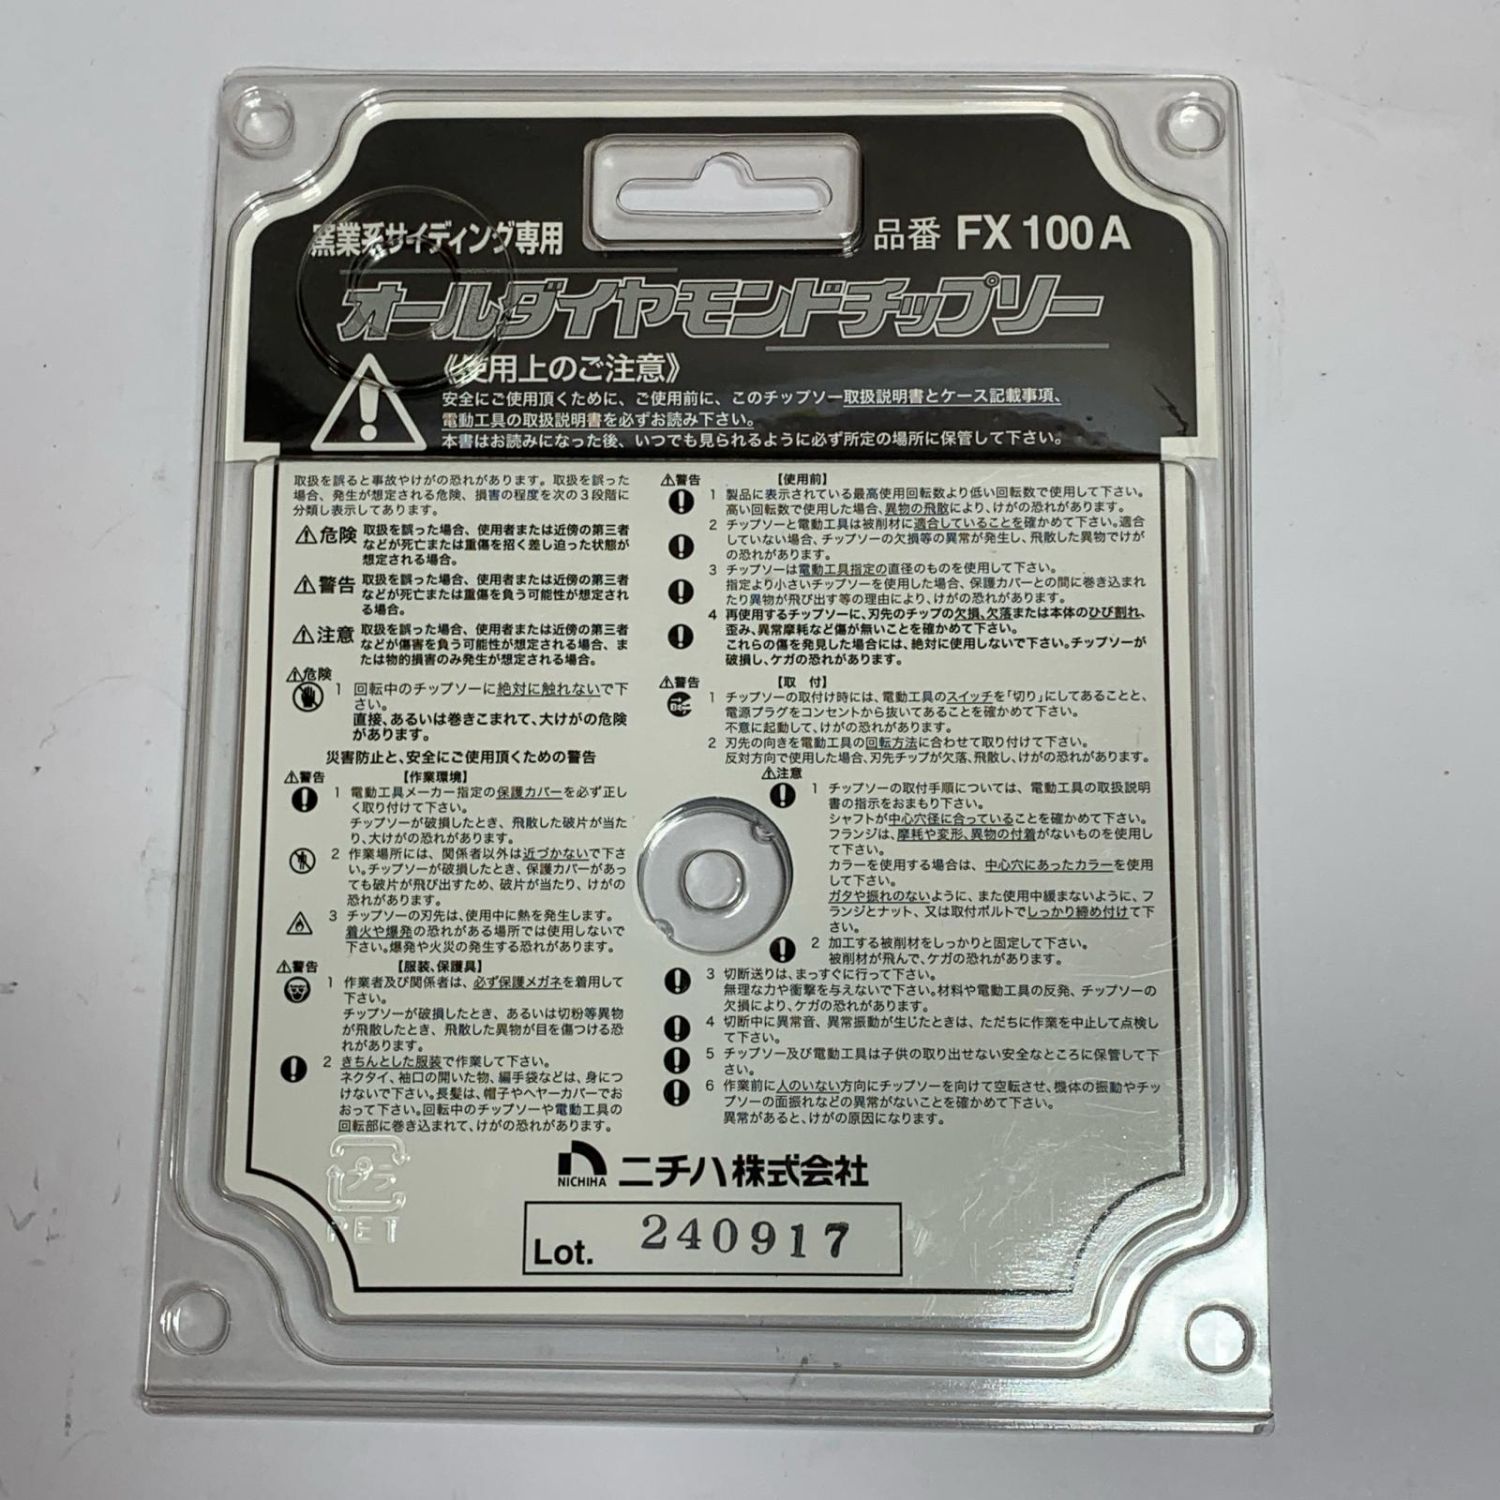 窯業系サイディング専用
品番 FX 100A
オールダイヤモンドチップソー
《使用上のご注意》
安全にご使用頂くために、ご使用前に、このチップソー取扱説明書とケース記載事項、
電動工具の取扱説明書を必ずお読み下さい。
本書はお読みになった後、いつでも見られるように必ず所定の場所に保管して下さい。
取扱を誤ると事故やけがの恐れがあります。取扱を誤った
場合、発生が想定される危険、損害の程度を次の3段階に
分類し表示してあります。
⚠危険 取扱を誤った場合、使用者または近傍の第三者
などが死亡または重傷を招く差し迫った状態が
想定される場合。
⚠警告 取扱を誤った場合、使用者または近傍の第三者
などが死亡または重傷を負う可能性が想定され
る場合。
⚠注意 取扱を誤った場合、使用者または近傍の第三者
などが傷害を負う可能性が想定される場合、ま
たは物的損害のみ発生が想定される場合。
⚠危険
1 回転中のチップソーに絶対に触れないで下
さい。
直接、あるいは巻きこまれて、大けがの危険
があります。
災害防止と、安全にご使用頂くための警告
⚠警告 【作業環境】
1 電動工具メーカー指定の保護カバーを必ず正し
く取り付けて下さい。
チップソーが破損したとき、飛散した破片が当た
り、大けがの恐れがあります。
2 作業場所には、関係者以外は近づかないで下さ
い。チップソーが破損したとき、保護カバーがあっ
ても破片が飛び出すため、破片が当たり、けがの
恐れがあります。
3 チップソーの刃先は、使用中に熱を発生します。
着火や爆発の恐れがある場所では使用しないで
下さい。爆発や火災の発生する恐れがあります。
⚠警告 【服装、保護具】
1 作業者及び関係者は、必ず保護メガネを着用して
下さい。
チップソーが破損したとき、あるいは切粉等異物
が飛散したとき、飛散した異物が目を傷つける恐
れがあります。
2 きちんとした服装で作業して下さい。
ネクタイ、袖口の開いた物、編手袋などは、身につ
けないで下さい。長髪は、帽子やヘヤーカバーでお
おって下さい。回転中のチップソーや電動工具の
回転部に巻き込まれて、けがの恐れがあります。
⚠警告 【使用前】
1 製品に表示されている最高使用回転数より低い回転数で使用して下さい。
高い回転数で使用した場合、異物の飛散により、けがの恐れがあります。
2 チップソーと電動工具は被削材に適合していることを確かめて下さい。適合
していない場合、チップソーの欠損等の異常が発生し、飛散した異物でけが
の恐れがあります。
3 チップソーは電動工具指定の直径のものを使用して下さい。
指定より小さいチップソーを使用した場合、保護カバーとの間に巻き込まれ
たり異物が飛び出す等の理由により、けがの恐れがあります。
4 再使用するチップソーに、刃先のチップの欠損、欠落または本体のひび割れ、
歪み、異常摩耗など傷が無いことを確かめて下さい。
これらの傷を発見した場合には、絶対に使用しないで下さい。チップソーが
破損し、ケガの恐れがあります。
⚠警告 【取 付】
1 チップソーの取付け時には、電動工具のスイッチを「切り」にしてあることと、
電源プラグをコンセントから抜いてあることを確かめて下さい。
不意に起動して、けがの恐れがあります。
2 刃先の向きを電動工具の回転方法に合わせて取り付けて下さい。
反対方向で使用した場合、刃先チップが欠落、飛散し、けがの恐れがあります。
⚠注意
1 チップソーの取付手順については、電動工具の取扱説明
書の指示をおまもり下さい。
シャフトが中心穴径に合っていることを確かめて下さい。
フランジは、摩耗や変形、異物の付着がないものを使用し
て下さい。
カラーを使用する場合は、中心穴にあったカラーを使用
して下さい。
ガタや振れのないように、また使用中緩まないように、フ
ランジとナット、又は取付ボルトでしっかり締め付けて下
さい。
2 加工する被削材をしっかりと固定して下さい。
被削材が飛んで、ケガの恐れがあります。
3 切断送りは、まっすぐに行って下さい。
無理な力や衝撃を与えないで下さい。材料や電動工具の反発、チップソーの
欠損により、ケガの恐れがあります。
4 切断中に異常音、異常振動が生じたときは、ただちに作業を中止して点検し
て下さい。
5 チップソー及び電動工具は子供の取り出せない安全なところに保管して下
さい。
6 作業前に人のいない方向にチップソーを向けて空転させ、機体の振動やチッ
プソーの面振れなどの異常がないことを確かめて下さい。
異常があると、けがの原因になります。
プラ
PET
NICHIHA ニチハ株式会社
Lot. 240917